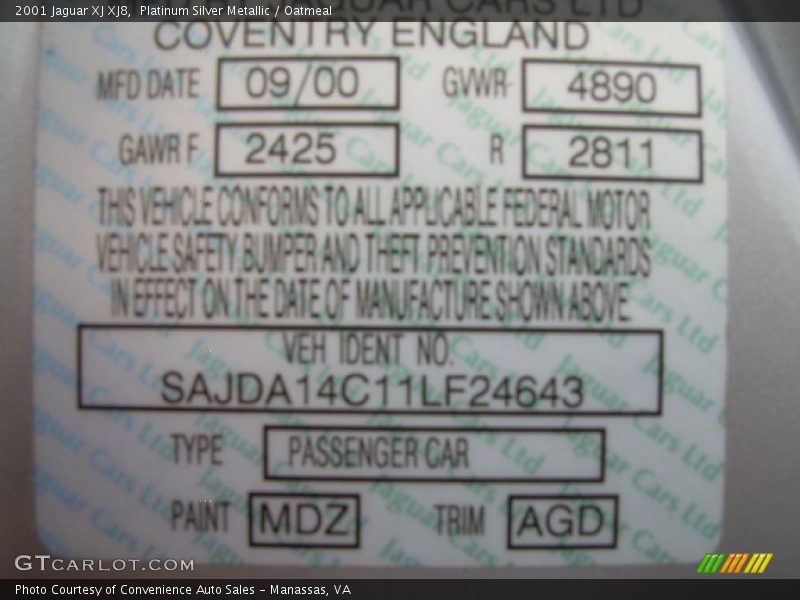 2001 Jaguar XJ XJ8, Platinum Silver Metallic / Oatmeal
JAGUAR CARS LTD
COVENTRY ENGLAND
MFD DATE 09/00 GVWR 4890
GAWR F 2425 R 2811
THIS VEHICLE CONFORMS TO ALL APPLICABLE FEDERAL MOTOR
VEHICLE SAFETY BUMPER AND THEFT PREVENTION STANDARDS
IN EFFECT ON THE DATE OF MANUFACTURE SHOWN ABOVE
VEH IDENT NO.
SAJDA14C11LF24643
TYPE PASSENGER CAR
PAINT MDZ TRIM AGD
GTCARLOT.COM
Photo Courtesy of Convenience Auto Sales - Manassas, VA